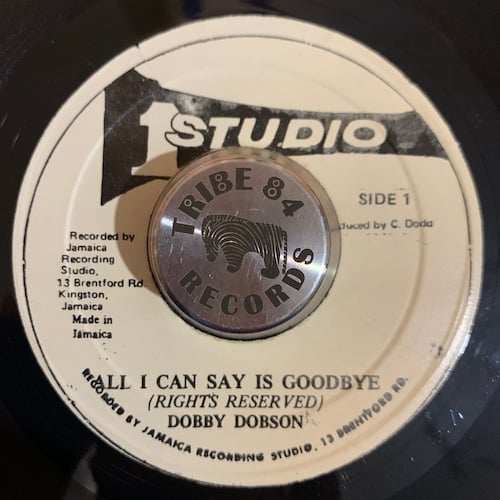 1 STUDIO
TRIBE 84
RECORDS
SIDE 1
duced by C. Dodd
Recorded by
Jamaica
Recording
Studio,
13 Brentford Rd.
Kingston,
Jamaica
Made in
Jamaica
ALL I CAN SAY IS GOODBYE
(RIGHTS RESERVED)
DOBBY DOBSON
RECORDED BY JAMAICA RECORDING STUDIO, 13 BRENTFORD RD.